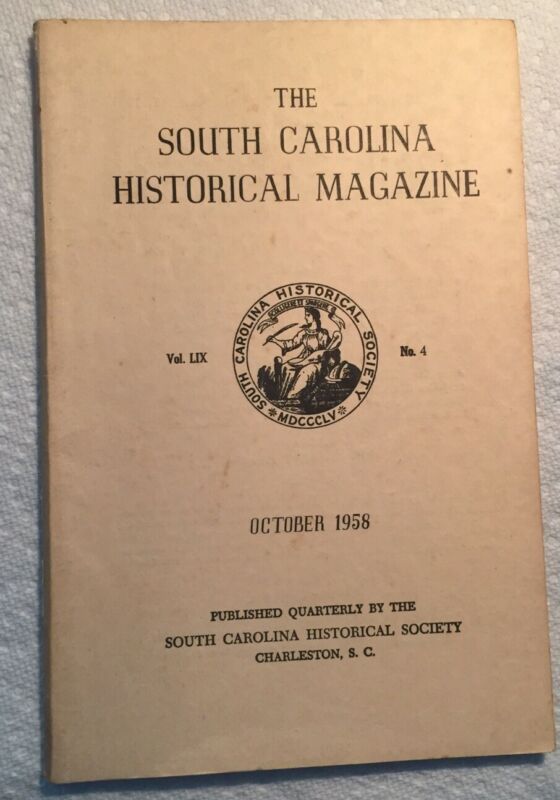 THE
SOUTH CAROLINA
HISTORICAL MAGAZINE
SOUTH CAROLINA HISTORICAL SOCIETY
MDCCCLV
Vol. LIX
No. 4
OCTOBER 1958
PUBLISHED QUARTERLY BY THE
SOUTH CAROLINA HISTORICAL SOCIETY
CHARLESTON, S. C.